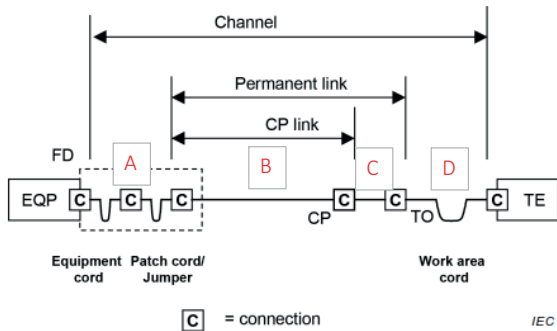 Channel
Permanent link
CP link
FD
A
B
C
D
EQP
C
C
C
C
C
C
TE
CP
TO
Equipment
cord
Patch cord/
Jumper
Work area
cord
C = connection
IEC